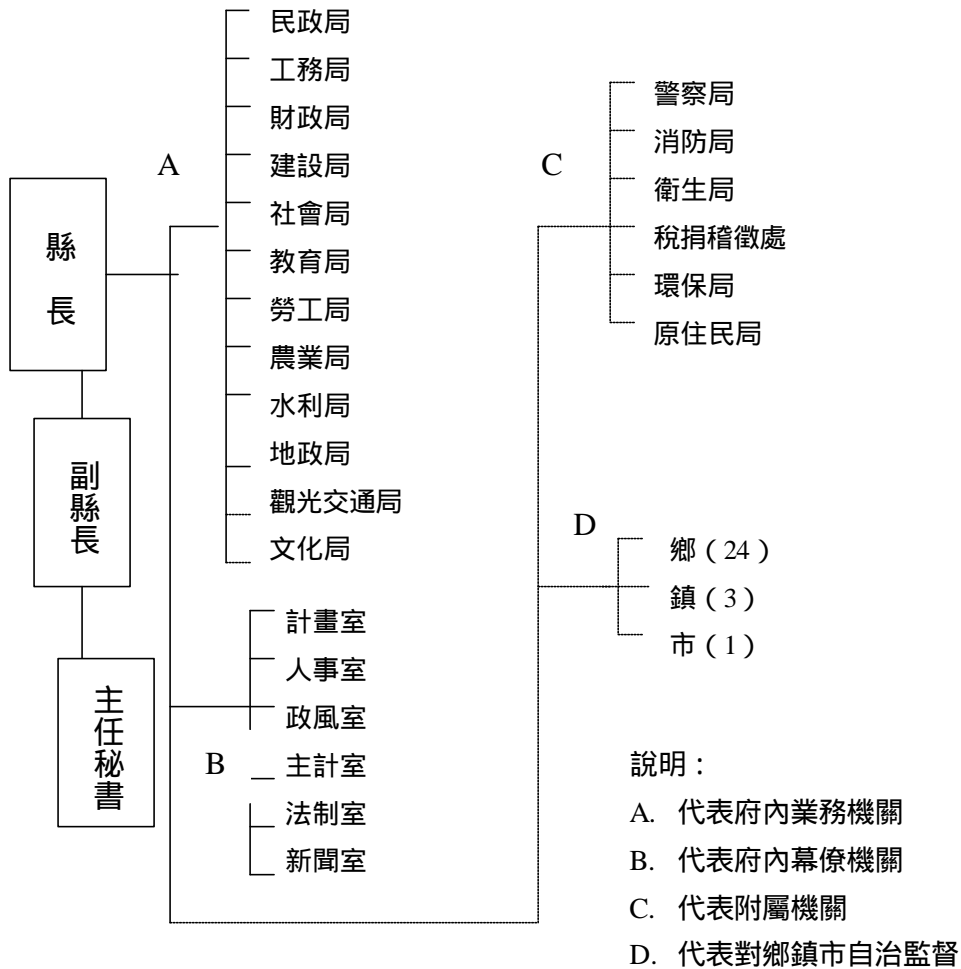 縣長
副縣長
主任秘書
A
民政局
工務局
財政局
建設局
社會局
教育局
勞工局
農業局
水利局
地政局
觀光交通局
文化局
B
計畫室
人事室
政風室
主計室
法制室
新聞室
C
警察局
消防局
衛生局
稅捐稽徵處
環保局
原住民局
D
鄉（24）
鎮（3）
市（1）
說明：
A. 代表府內業務機關
B. 代表府內幕僚機關
C. 代表附屬機關
D. 代表對鄉鎮市自治監督